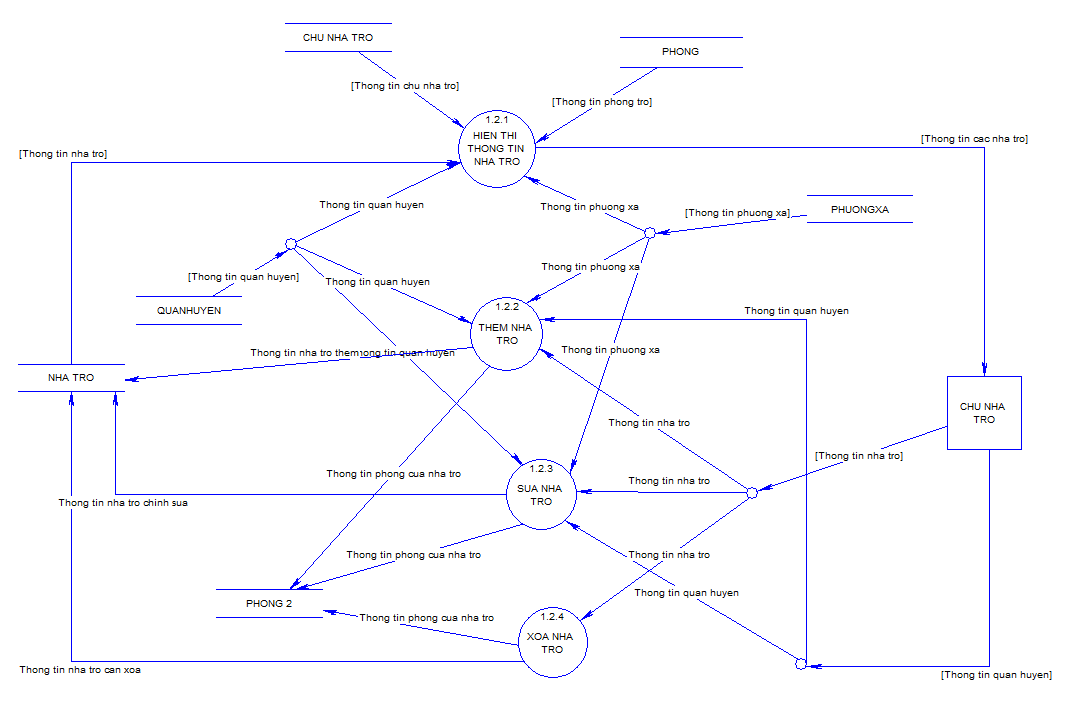 CHU NHA TRO
PHONG
[Thong tin chu nha tro]
[Thong tin phong tro]
1.2.1
HIEN THI
THONG TIN
NHA TRO
[Thong tin cac nha tro]
[Thong tin nha tro]
Thong tin quan huyen
Thong tin phuong xa
[Thong tin phuong xa]
PHUONGXA
[Thong tin quan huyen]
Thong tin phuong xa
Thong tin quan huyen
QUANHUYEN
1.2.2
THEM NHA
TRO
Thong tin quan huyen
Thong tin nha tro them
ong tin quan huyen
Thong tin phuong xa
NHA TRO
CHU NHA
TRO
Thong tin nha tro
[Thong tin nha tro]
Thong tin phong cua nha tro
1.2.3
SUA NHA
TRO
Thong tin nha tro
Thong tin nha tro chinh sua
Thong tin phong cua nha tro
Thong tin nha tro
Thong tin quan huyen
PHONG 2
Thong tin phong cua nha tro
1.2.4
XOA NHA
TRO
Thong tin nha tro can xoa
[Thong tin quan huyen]